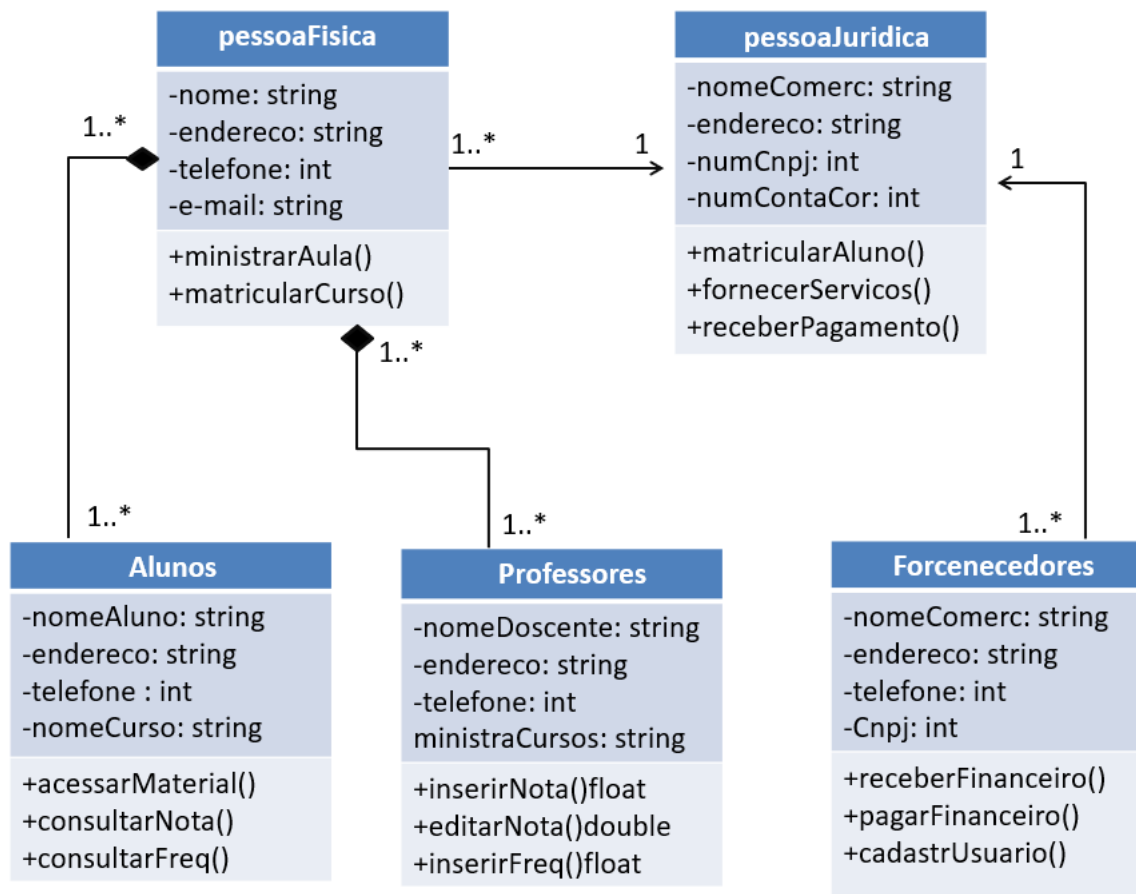 pessoaFisica
-nome: string
-endereco: string
-telefone: int
-e-mail: string
+ministrarAula()
+matricularCurso()
pessoaJuridica
-nomeComerc: string
-endereco: string
-numCnpj: int
-numContaCor: int
+matricularAluno()
+fornecerServicos()
+receberPagamento()
1..*
1..*
1
1
1..*
1..*
1..*
1..*
Alunos
-nomeAluno: string
-endereco: string
-telefone : int
-nomeCurso: string
+acessarMaterial()
+consultarNota()
+consultarFreq()
Professores
-nomeDoscente: string
-endereco: string
-telefone: int
ministraCursos: string
+inserirNota()float
+editarNota()double
+inserirFreq()float
Forcenecedores
-nomeComerc: string
-endereco: string
-telefone: int
-Cnpj: int
+receberFinanceiro()
+pagarFinanceiro()
+cadastrUsuario()